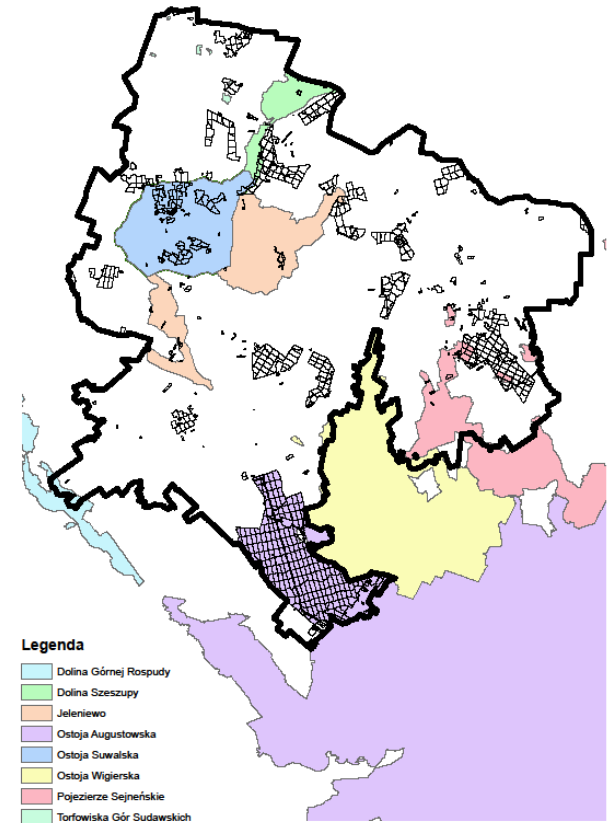 Legenda
Dolina Górnej Rospudy
Dolina Szeszupy
Jeleniewo
Ostoja Augustowska
Ostoja Suwalska
Ostoja Wigierska
Pojezierze Sejneńskie
Torfowiska Gór Sudawskich